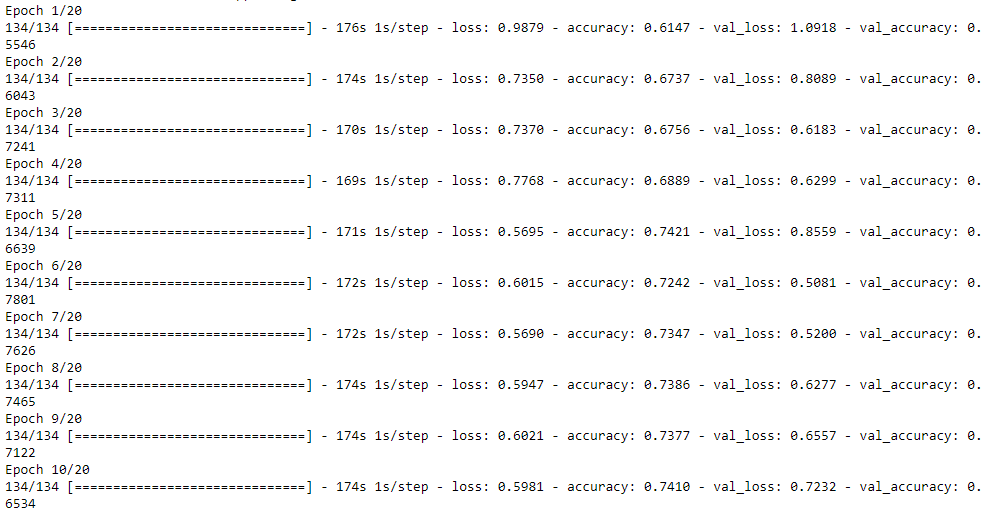 Epoch 1/20
134/134 [==============================] - 176s 1s/step - loss: 0.9879 - accuracy: 0.6147 - val_loss: 1.0918 - val_accuracy: 0.
5546
Epoch 2/20
134/134 [==============================] - 174s 1s/step - loss: 0.7350 - accuracy: 0.6737 - val_loss: 0.8089 - val_accuracy: 0.
6043
Epoch 3/20
134/134 [==============================] - 170s 1s/step - loss: 0.7370 - accuracy: 0.6756 - val_loss: 0.6183 - val_accuracy: 0.
7241
Epoch 4/20
134/134 [==============================] - 169s 1s/step - loss: 0.7768 - accuracy: 0.6889 - val_loss: 0.6299 - val_accuracy: 0.
7311
Epoch 5/20
134/134 [==============================] - 171s 1s/step - loss: 0.5695 - accuracy: 0.7421 - val_loss: 0.8559 - val_accuracy: 0.
6639
Epoch 6/20
134/134 [==============================] - 172s 1s/step - loss: 0.6015 - accuracy: 0.7242 - val_loss: 0.5081 - val_accuracy: 0.
7801
Epoch 7/20
134/134 [==============================] - 172s 1s/step - loss: 0.5690 - accuracy: 0.7347 - val_loss: 0.5200 - val_accuracy: 0.
7626
Epoch 8/20
134/134 [==============================] - 174s 1s/step - loss: 0.5947 - accuracy: 0.7386 - val_loss: 0.6277 - val_accuracy: 0.
7465
Epoch 9/20
134/134 [==============================] - 174s 1s/step - loss: 0.6021 - accuracy: 0.7377 - val_loss: 0.6557 - val_accuracy: 0.
7122
Epoch 10/20
134/134 [==============================] - 174s 1s/step - loss: 0.5981 - accuracy: 0.7410 - val_loss: 0.7232 - val_accuracy: 0.
6534